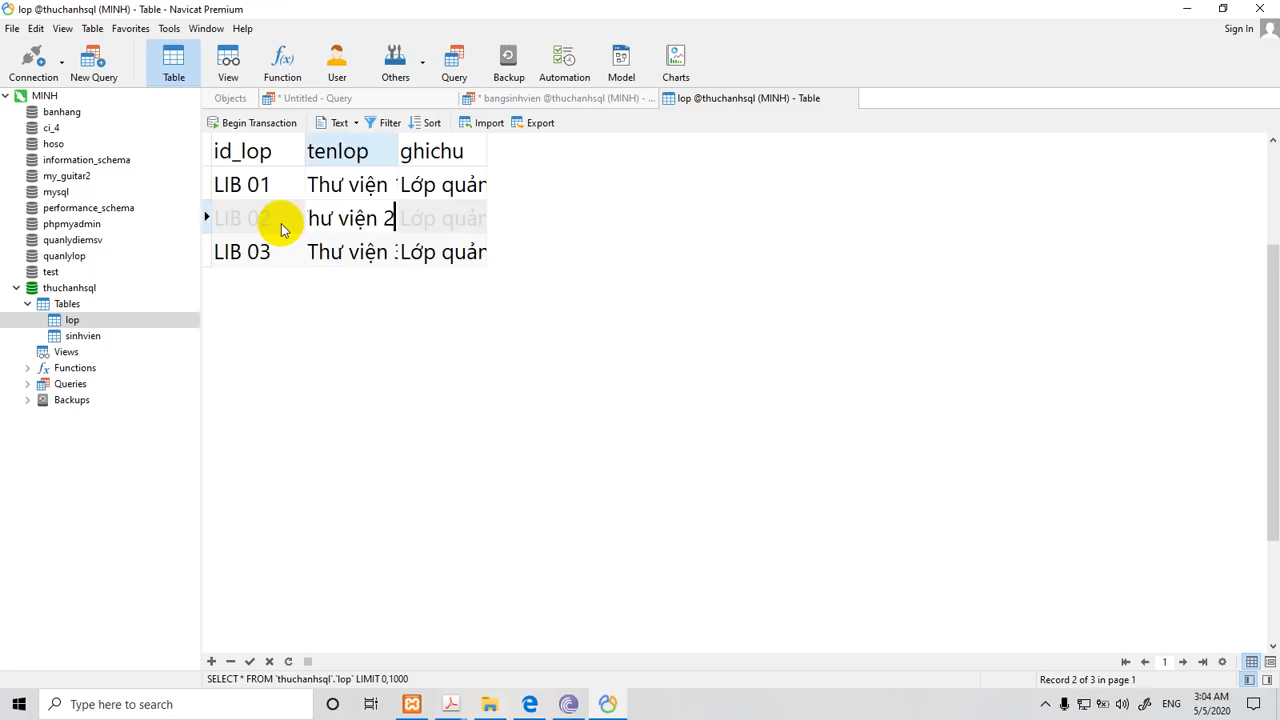 lop @thuchanhsql (MINH) - Table - Navicat Premium
File Edit View Table Favorites Tools Window Help
Sign In
Connection New Query Table View Function User Others Query Backup Automation Model Charts
MINH
banhang
ci_4
hoso
information_schema
my_guitar2
mysql
performance_schema
phpmyadmin
quanlydiemsv
quanlylop
test
thuchanhsql
Tables
lop
sinhvien
Views
Functions
Queries
Backups
Objects * Untitled - Query * bangsinhvien @thuchanhsql (MINH) - ... lop @thuchanhsql (MINH) - Table
Begin Transaction Text Filter Sort Import Export
id_lop tenlop ghichu
LIB 01 Thư viện Lớp quản
LIB 02 hư viện 2 Lớp quản
LIB 03 Thư viện 3 Lớp quản
1
SELECT * FROM `thuchanhsql`.`lop` LIMIT 0,1000
Record 2 of 3 in page 1
Type here to search
ENG
3:04 AM
5/5/2020